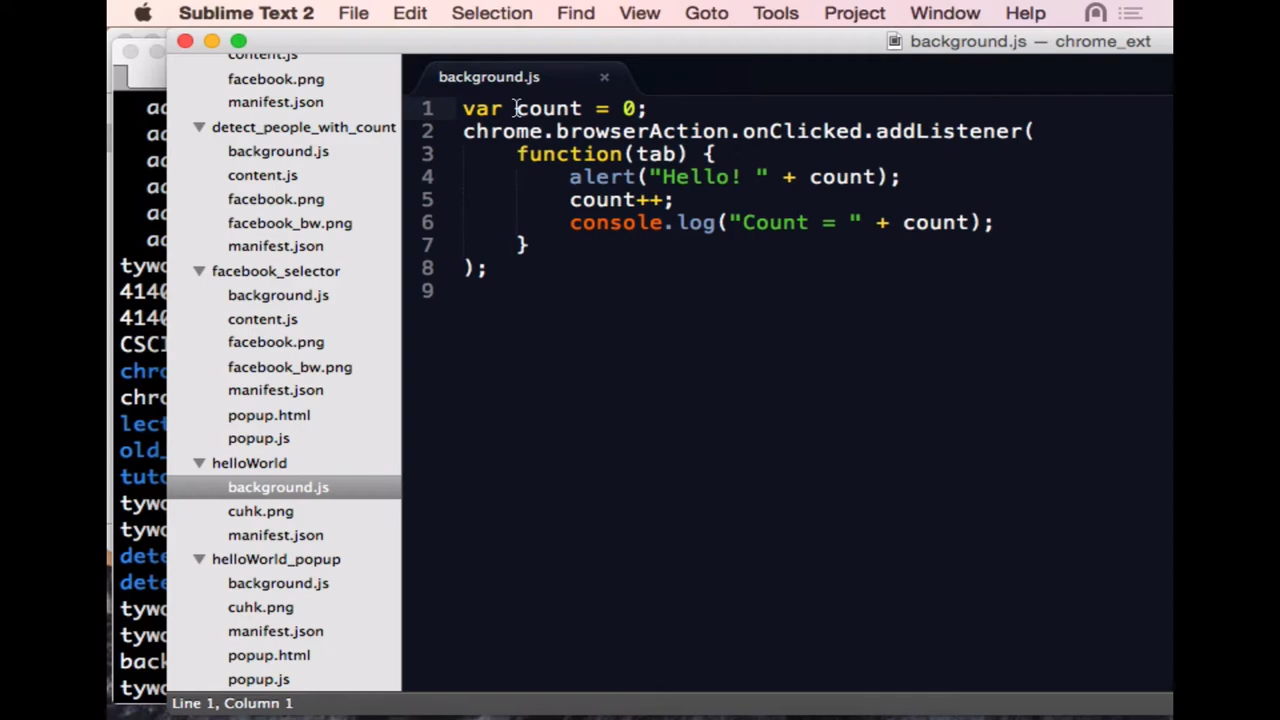 Sublime Text 2 File Edit Selection Find View Goto Tools Project Window Help
background.js — chrome_ext
content.js
facebook.png
manifest.json
detect_people_with_count
background.js
content.js
facebook.png
facebook_bw.png
manifest.json
facebook_selector
background.js
content.js
facebook.png
facebook_bw.png
manifest.json
popup.html
popup.js
helloWorld
background.js
cuhk.png
manifest.json
helloWorld_popup
background.js
cuhk.png
manifest.json
popup.html
popup.js
background.js ×
1 var count = 0;
2 chrome.browserAction.onClicked.addListener(
3 function(tab) {
4 alert("Hello! " + count);
5 count++;
6 console.log("Count = " + count);
7 }
8 );
9
Line 1, Column 1